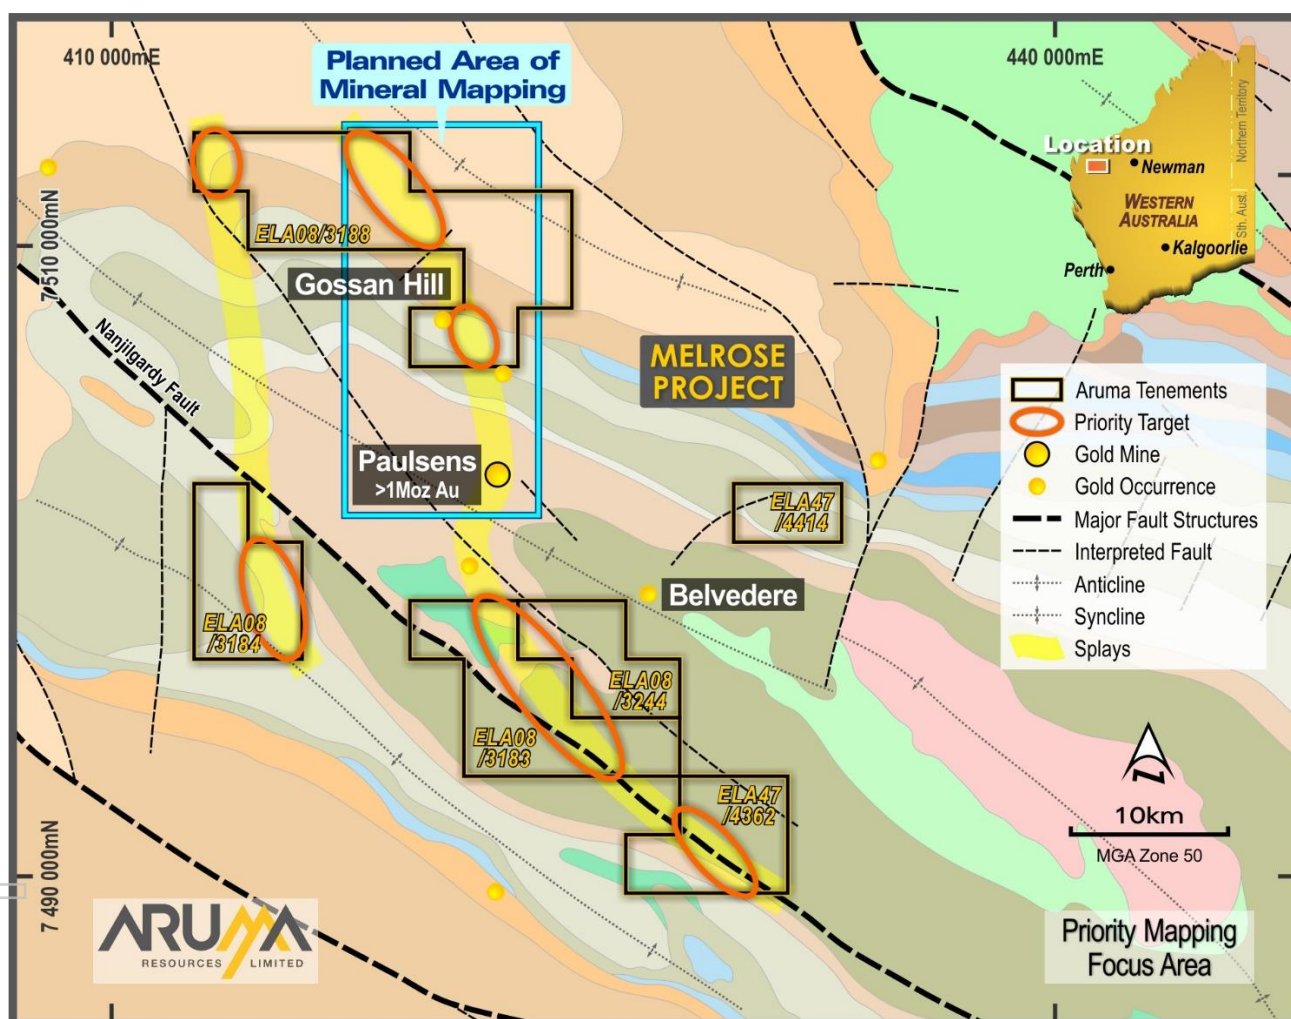 410 000mE
440 000mE
Planned Area of
Mineral Mapping
Location
Newman
WESTERN
AUSTRALIA
Kalgoorlie
Perth
Northern Territory
Sth. Aust.
7 510 000mN
ELA08/3188
Gossan Hill
Nanjilgardy Fault
MELROSE
PROJECT
Paulsens
>1Moz Au
ELA47
/4414
Belvedere
ELA08
/3184
ELA08
/3244
ELA08
/3183
ELA47
/4362
Aruma Tenements
Priority Target
Gold Mine
Gold Occurrence
Major Fault Structures
Interpreted Fault
Anticline
Syncline
Splays
N
10km
MGA Zone 50
7 490 000mN
ARUMA
RESOURCES LIMITED
Priority Mapping
Focus Area